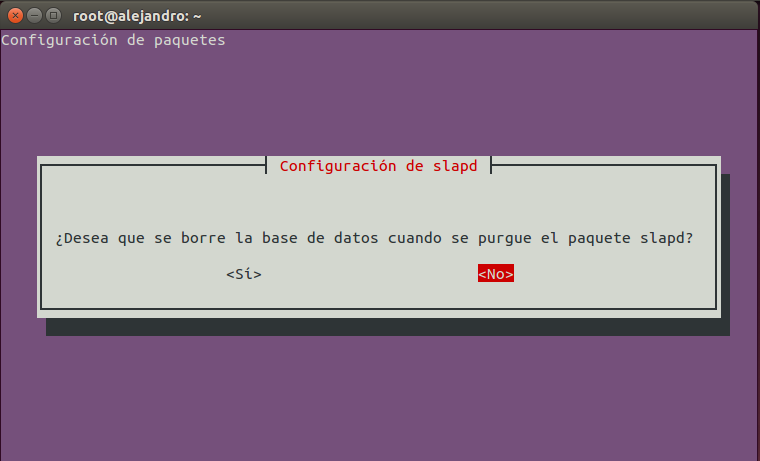 root@alejandro: ~
Configuración de paquetes
Configuración de slapd
¿Desea que se borre la base de datos cuando se purgue el paquete slapd?
<Sí> <No>